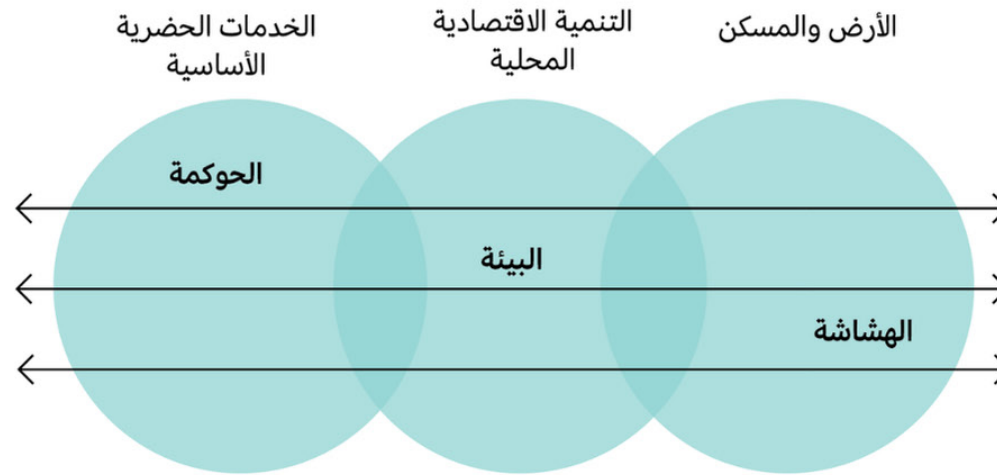 الأرض والمسكن
التنمية الاقتصادية
المحلية
الخدمات الحضرية
الأساسية
الحوكمة
البيئة
الهشاشة